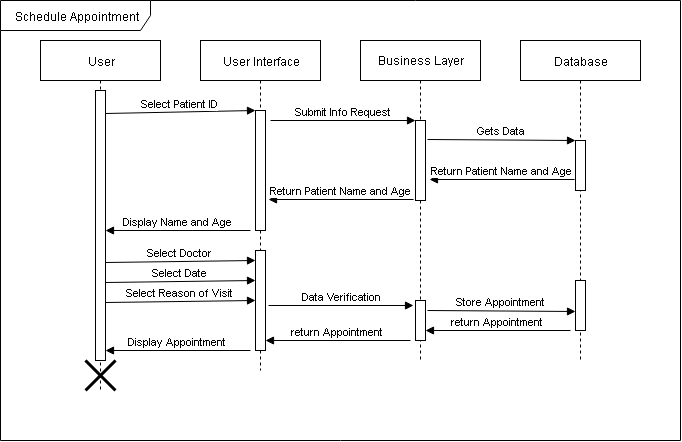 Schedule Appointment
User
User Interface
Business Layer
Database
Select Patient ID
Submit Info Request
Gets Data
Return Patient Name and Age
Return Patient Name and Age
Display Name and Age
Select Doctor
Select Date
Select Reason of Visit
Data Verification
Store Appointment
return Appointment
return Appointment
Display Appointment